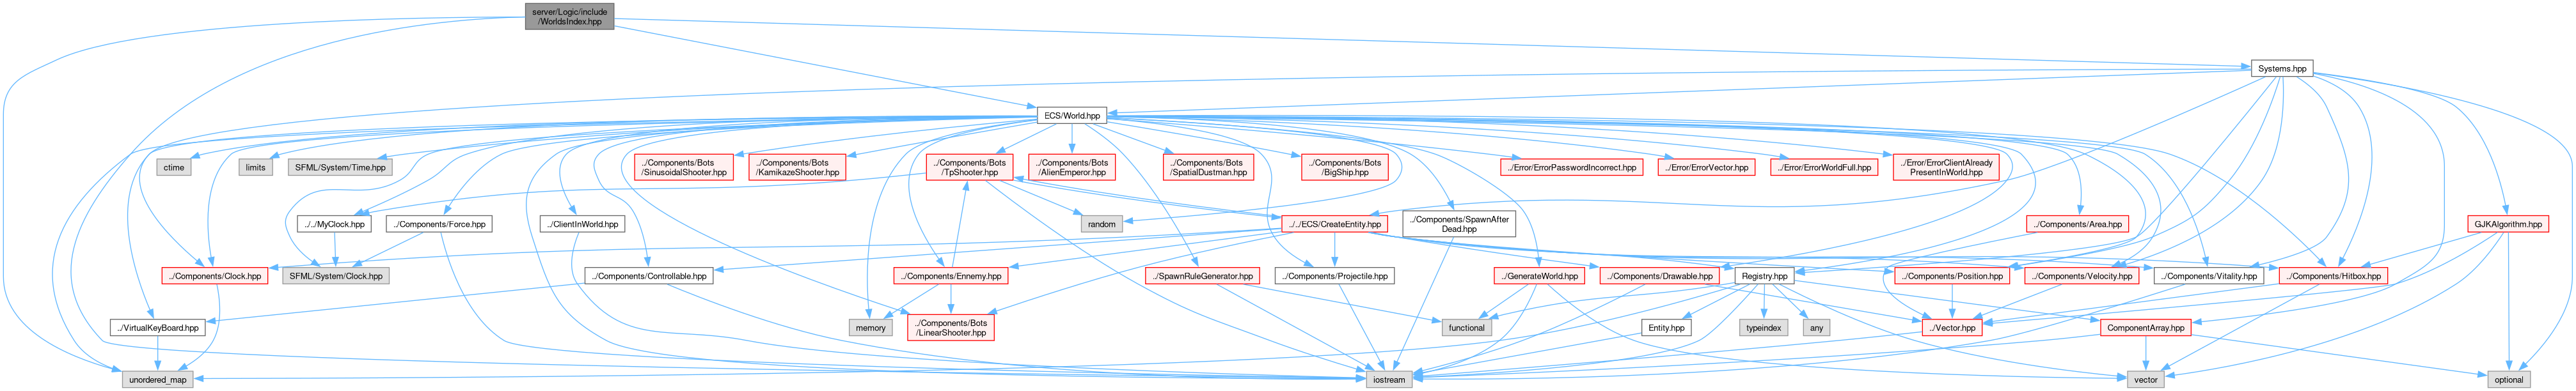 server/Logic/include
/WorldsIndex.hpp
Systems.hpp
ECS/World.hpp
ctime
limits
SFML/System/Time.hpp
../Components/Bots
/SinusoidalShooter.hpp
../Components/Bots
/KamikazeShooter.hpp
../Components/Bots
/TpShooter.hpp
../Components/Bots
/AlienEmperor.hpp
../Components/Bots
/SpatialDustman.hpp
../Components/Bots
/BigShip.hpp
../Error/ErrorPasswordIncorrect.hpp
../Error/ErrorVector.hpp
../Error/ErrorWorldFull.hpp
../Error/ErrorClientAlready
PresentInWorld.hpp
../../MyClock.hpp
../Components/Force.hpp
../ClientInWorld.hpp
random
../../ECS/CreateEntity.hpp
../Components/SpawnAfter
Dead.hpp
../Components/Area.hpp
GJKAlgorithm.hpp
../Components/Clock.hpp
SFML/System/Clock.hpp
../Components/Controllable.hpp
../Components/Ennemy.hpp
../SpawnRuleGenerator.hpp
../Components/Projectile.hpp
../GenerateWorld.hpp
../Components/Drawable.hpp
Registry.hpp
../Components/Position.hpp
../Components/Velocity.hpp
../Components/Vitality.hpp
../Components/Hitbox.hpp
../VirtualKeyBoard.hpp
memory
../Components/Bots
/LinearShooter.hpp
functional
Entity.hpp
typeindex
any
../Vector.hpp
ComponentArray.hpp
unordered_map
iostream
vector
optional